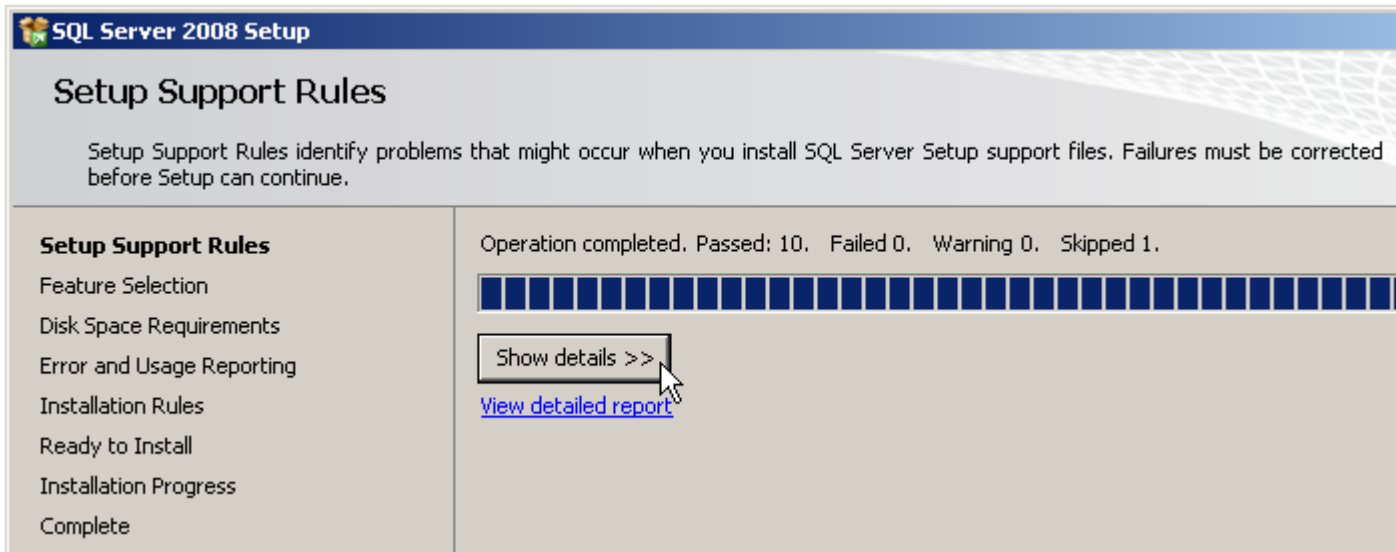 SQL Server 2008 Setup
Setup Support Rules
Setup Support Rules identify problems that might occur when you install SQL Server Setup support files. Failures must be corrected
before Setup can continue.
Setup Support Rules
Feature Selection
Disk Space Requirements
Error and Usage Reporting
Installation Rules
Ready to Install
Installation Progress
Complete
Operation completed. Passed: 10. Failed 0. Warning 0. Skipped 1.
Show details >>
View detailed report